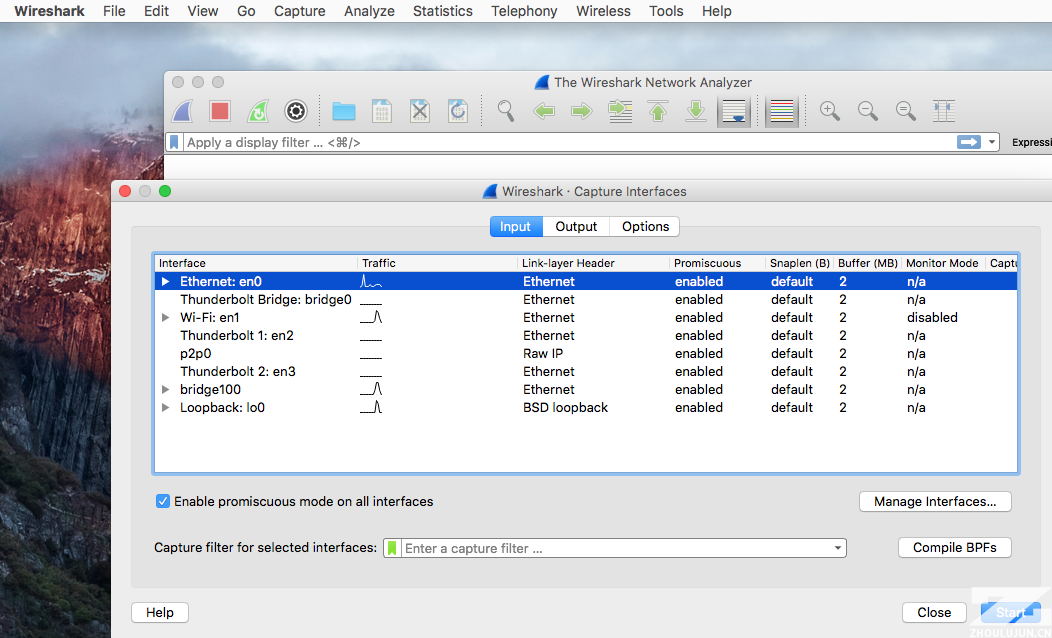 Wireshark File Edit View Go Capture Analyze Statistics Telephony Wireless Tools Help
The Wireshark Network Analyzer
Apply a display filter ... <⌘/> Expressi
Wireshark · Capture Interfaces
Input Output Options
Interface Traffic Link-layer Header Promiscuous Snaplen (B) Buffer (MB) Monitor Mode Captu
Ethernet: en0 Ethernet enabled default 2 n/a
Thunderbolt Bridge: bridge0 Ethernet enabled default 2 n/a
Wi-Fi: en1 Ethernet enabled default 2 disabled
Thunderbolt 1: en2 Ethernet enabled default 2 n/a
p2p0 Raw IP enabled default 2 n/a
Thunderbolt 2: en3 Ethernet enabled default 2 n/a
bridge100 Ethernet enabled default 2 n/a
Loopback: lo0 BSD loopback enabled default 2 n/a
Enable promiscuous mode on all interfaces Manage Interfaces...
Capture filter for selected interfaces: Enter a capture filter ... Compile BPFs
Help Close Start
ZHOULUJUN.CN